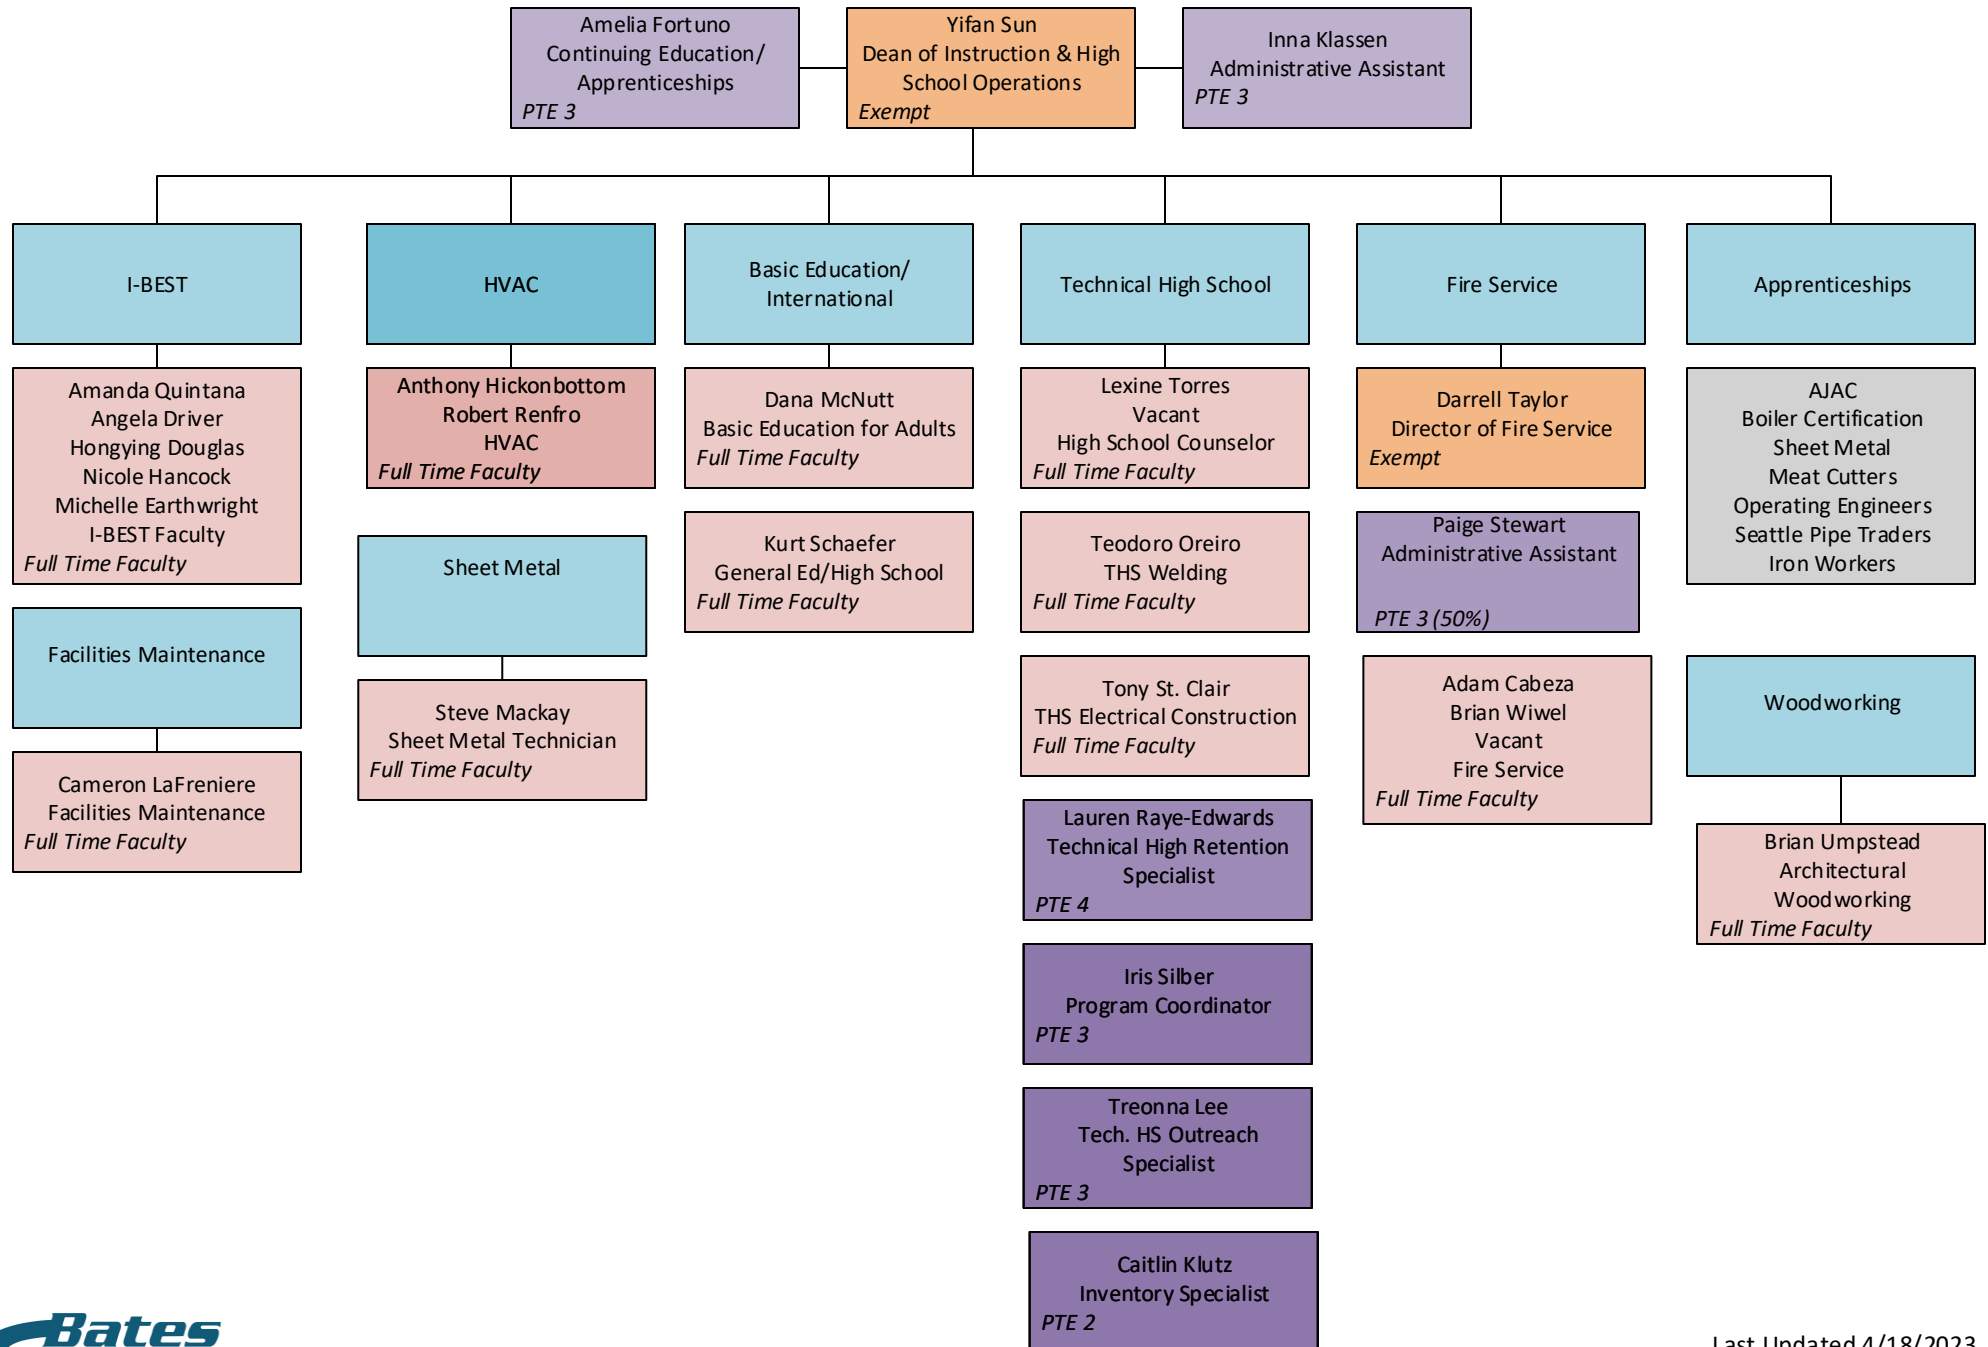 Amelia Fortuno
Continuing Education/
Apprenticeships
PTE 3
Yifan Sun
Dean of Instruction & High
School Operations
Exempt
Inna Klassen
Administrative Assistant
PTE 3
I-BEST
Amanda Quintana
Angela Driver
Hongying Douglas
Nicole Hancock
Michelle Earthwright
I-BEST Faculty
Full Time Faculty
Facilities Maintenance
Cameron LaFreniere
Facilities Maintenance
Full Time Faculty
HVAC
Anthony Hickonbottom
Robert Renfro
HVAC
Full Time Faculty
Sheet Metal
Steve Mackay
Sheet Metal Technician
Full Time Faculty
Basic Education/
International
Dana McNutt
Basic Education for Adults
Full Time Faculty
Kurt Schaefer
General Ed/High School
Full Time Faculty
Technical High School
Lexine Torres
Vacant
High School Counselor
Full Time Faculty
Teodoro Oreiro
THS Welding
Full Time Faculty
Tony St. Clair
THS Electrical Construction
Full Time Faculty
Lauren Raye-Edwards
Technical High Retention
Specialist
PTE 4
Iris Silber
Program Coordinator
PTE 3
Treonna Lee
Tech. HS Outreach
Specialist
PTE 3
Caitlin Klutz
Inventory Specialist
PTE 2
Fire Service
Darrell Taylor
Director of Fire Service
Exempt
Paige Stewart
Administrative Assistant
PTE 3 (50%)
Adam Cabeza
Brian Wiwel
Vacant
Fire Service
Full Time Faculty
Apprenticeships
AJAC
Boiler Certification
Sheet Metal
Meat Cutters
Operating Engineers
Seattle Pipe Traders
Iron Workers
Woodworking
Brian Umpstead
Architectural
Woodworking
Full Time Faculty
Bates
Last Updated 4/18/2023